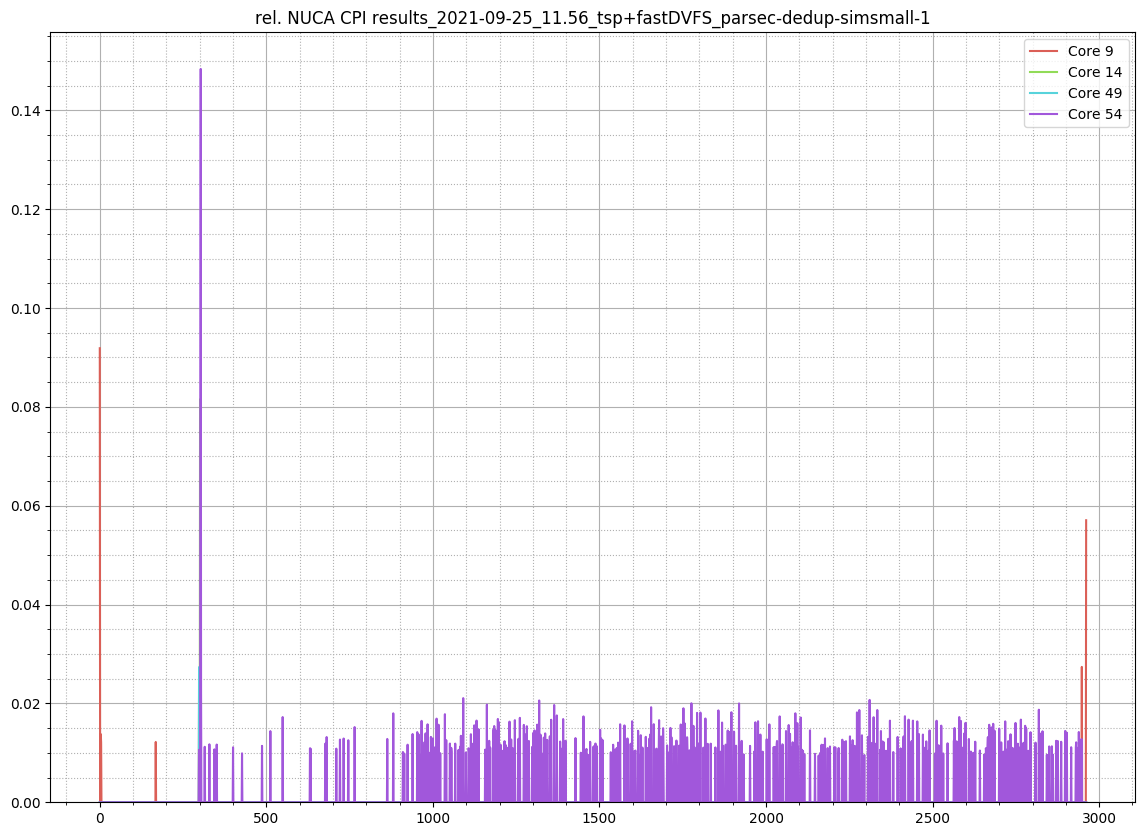 rel. NUCA CPI results_2021-09-25_11.56_tsp+fastDVFS_parsec-dedup-simsmall-1
Core 9
Core 14
Core 49
Core 54
0.14
0.12
0.10
0.08
0.06
0.04
0.02
0.00
0 500 1000 1500 2000 2500 3000